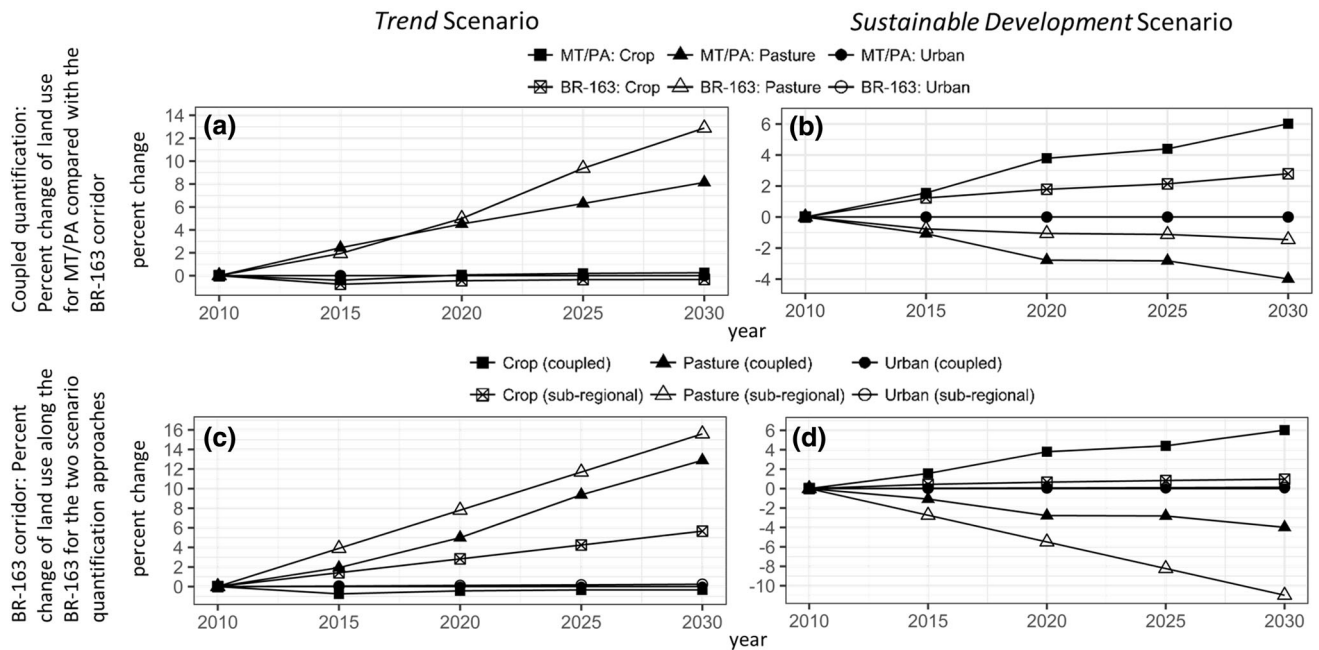 Trend Scenario
Sustainable Development Scenario
Coupled quantification:
Percent change of land use
for MT/PA compared with the
BR-163 corridor
MT/PA: Crop MT/PA: Pasture MT/PA: Urban
BR-163: Crop BR-163: Pasture BR-163: Urban
percent change
(a)
14
12
10
8
6
4
2
0
2010 2015 2020 2025 2030
(b)
6
4
2
0
-2
-4
2010 2015 2020 2025 2030
year
BR-163 corridor: Percent
change of land use along the
BR-163 for the two scenario
quantification approaches
Crop (coupled) Pasture (coupled) Urban (coupled)
Crop (sub-regional) Pasture (sub-regional) Urban (sub-regional)
percent change
(c)
16
14
12
10
8
6
4
2
0
2010 2015 2020 2025 2030
(d)
6
4
2
0
-2
-4
-6
-8
-10
2010 2015 2020 2025 2030
year